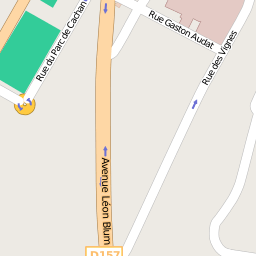 Rue Gaston Audat
Rue du Parc de Cachan
Rue des Vignes
Avenue Léon Blum
D157